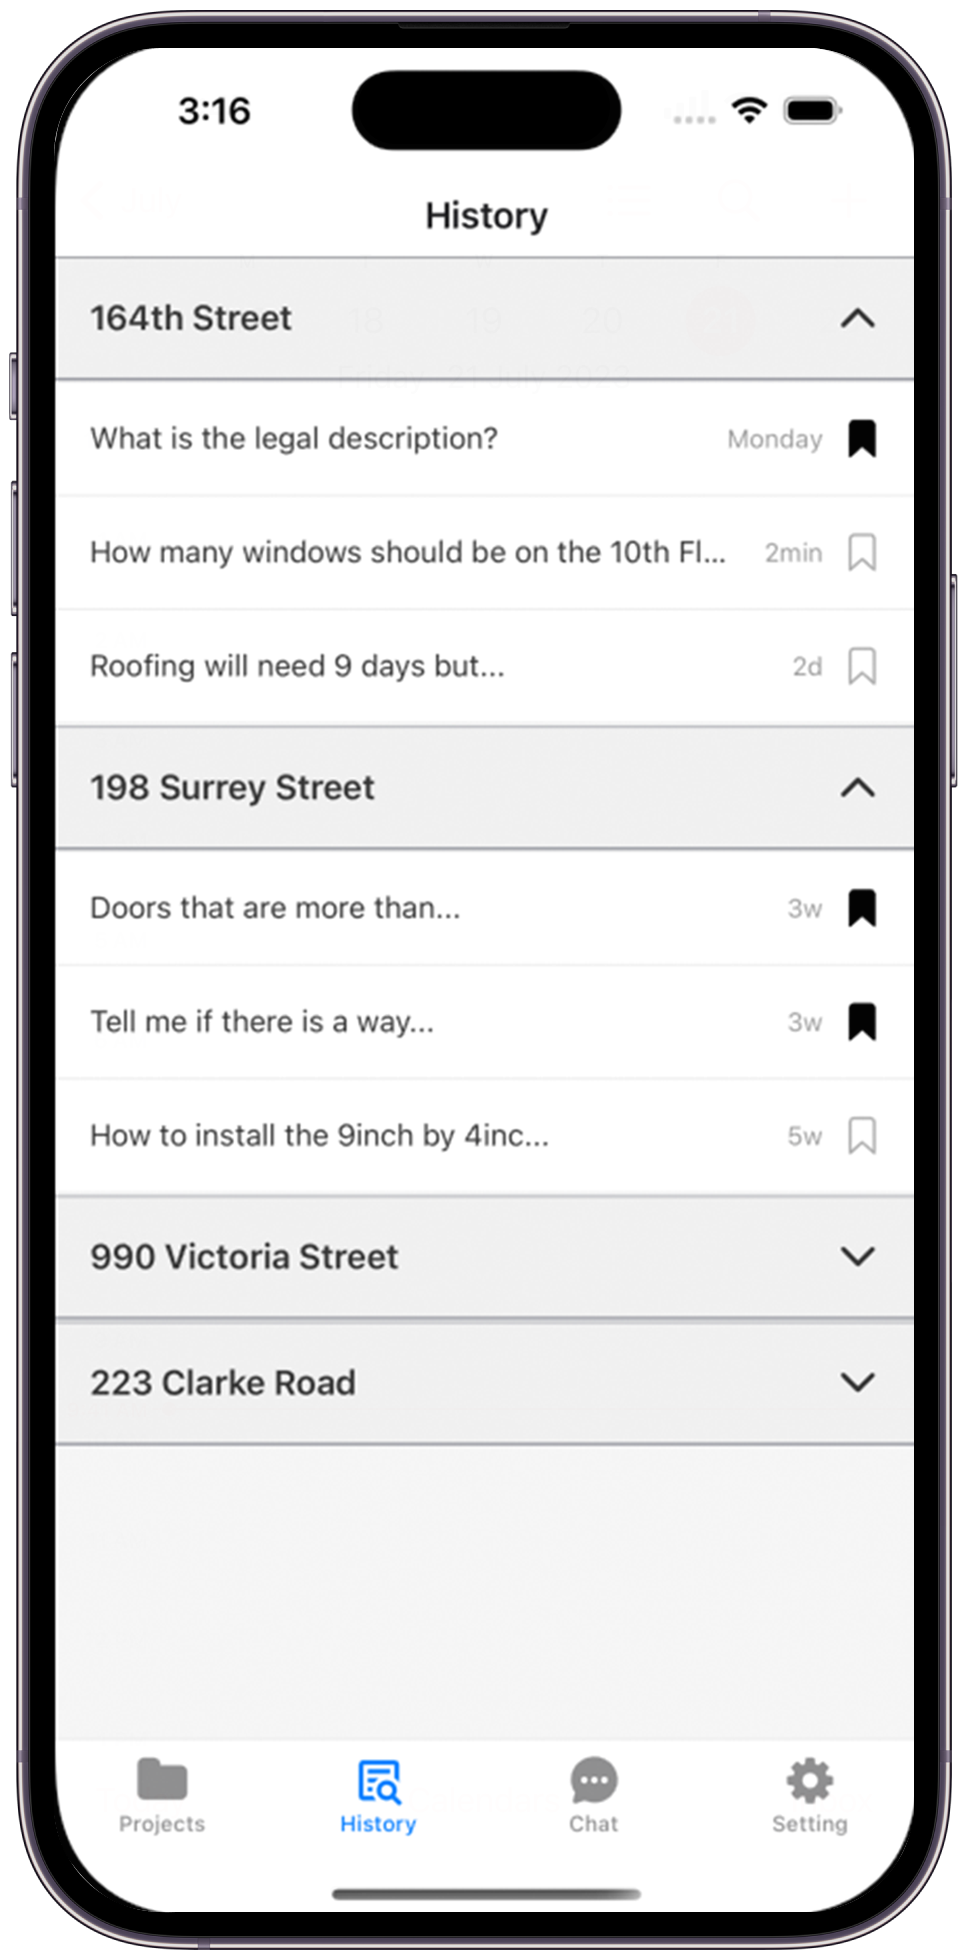 3:16
History
164th Street
What is the legal description? Monday
How many windows should be on the 10th Fl... 2min
Roofing will need 9 days but... 2d
198 Surrey Street
Doors that are more than... 3w
Tell me if there is a way... 3w
How to install the 9inch by 4inc... 5w
990 Victoria Street
223 Clarke Road
Projects History Chat Setting